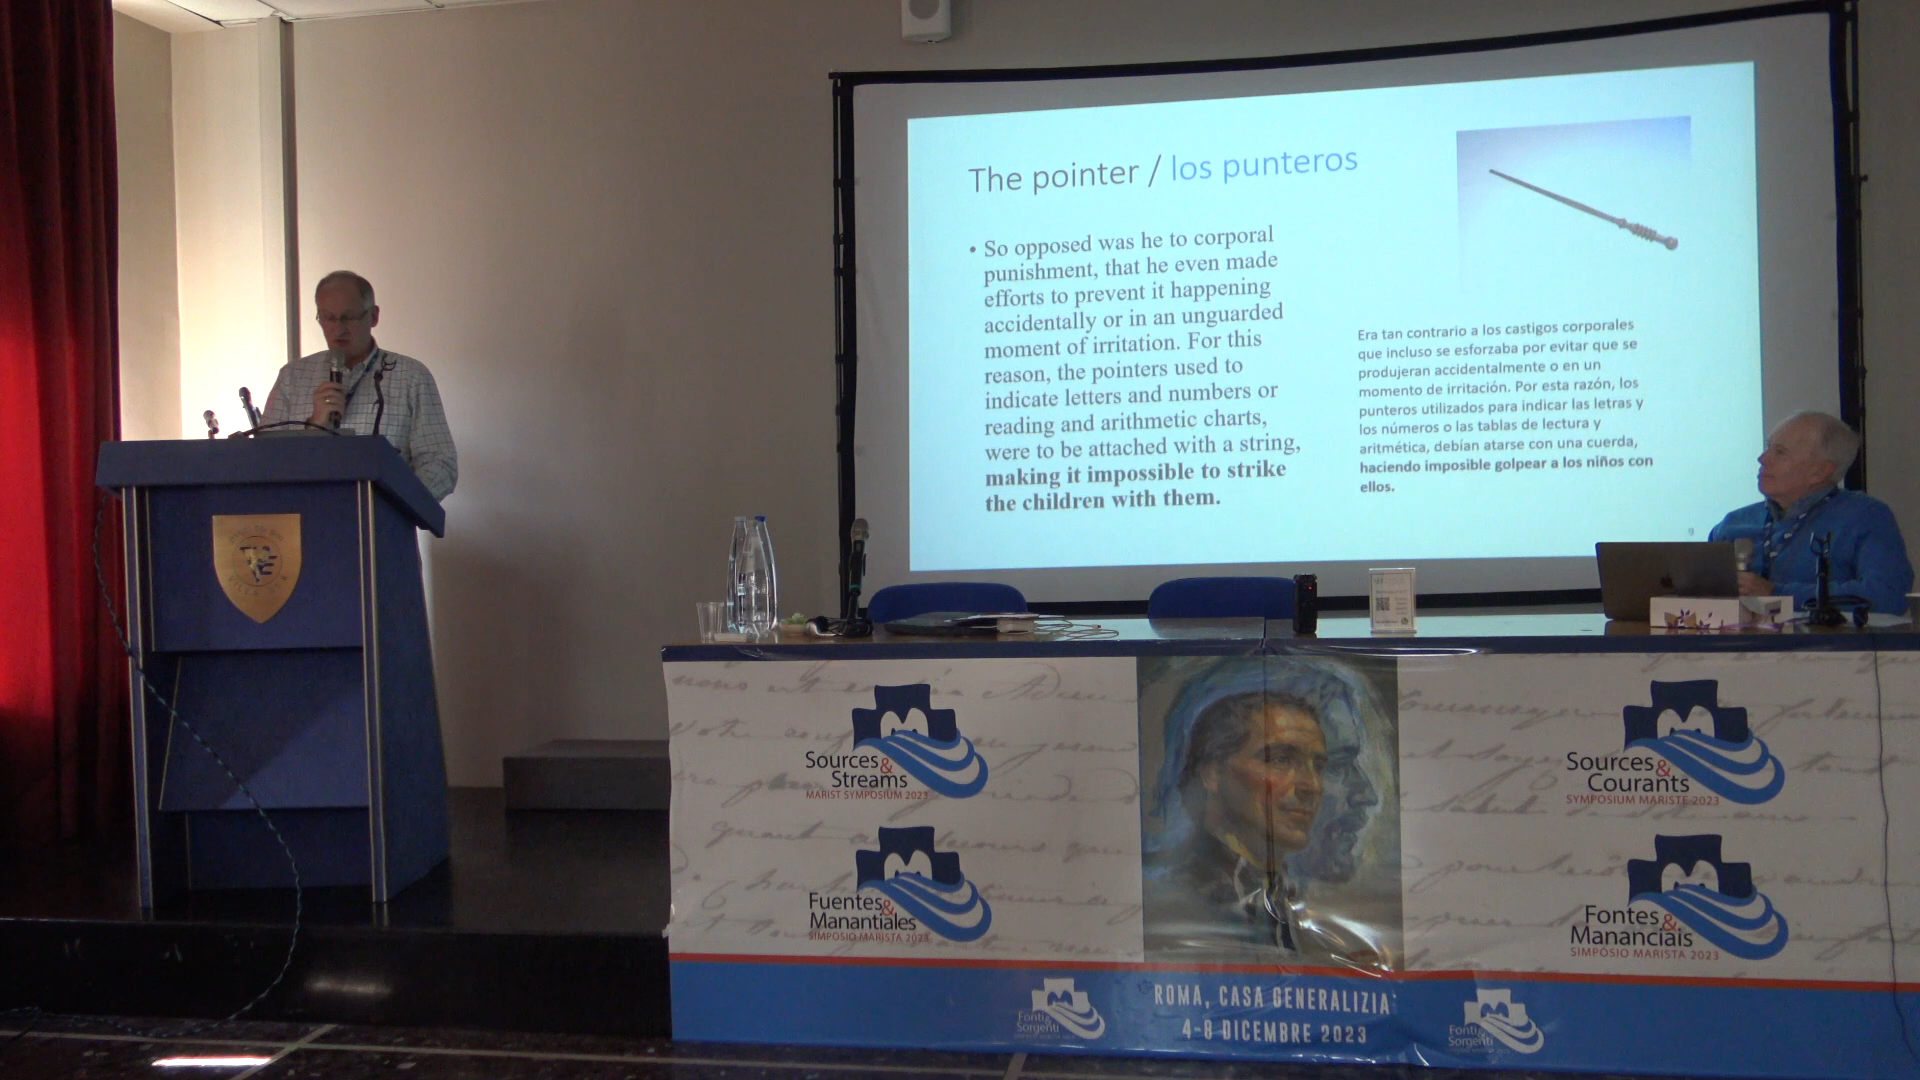 The pointer / los punteros
• So opposed was he to corporal
punishment, that he even made
efforts to prevent it happening
accidentally or in an unguarded
moment of irritation. For this
reason, the pointers used to
indicate letters and numbers or
reading and arithmetic charts,
were to be attached with a string,
making it impossible to strike
the children with them.
Era tan contrario a los castigos corporales
que incluso se esforzaba por evitar que se
produjeran accidentalmente o en un
momento de irritación. Por esta razón, los
punteros utilizados para indicar las letras y
los números o las tablas de lectura y
aritmética, debían atarse con una cuerda,
haciendo imposible golpear a los niños con
ellos.
9
Sources &
Streams
MARIST SYMPOSIUM 2023
Fuentes &
Manantiales
SIMPOSIO MARISTA 2023
Sources &
Courants
SYMPOSIUM MARISTE 2023
Fontes &
Mananciais
SIMPÓSIO MARISTA 2023
Fonti &
Sorgenti
ROMA, CASA GENERALIZIA
4-8 DICEMBRE 2023
Fonti &
Sorgenti